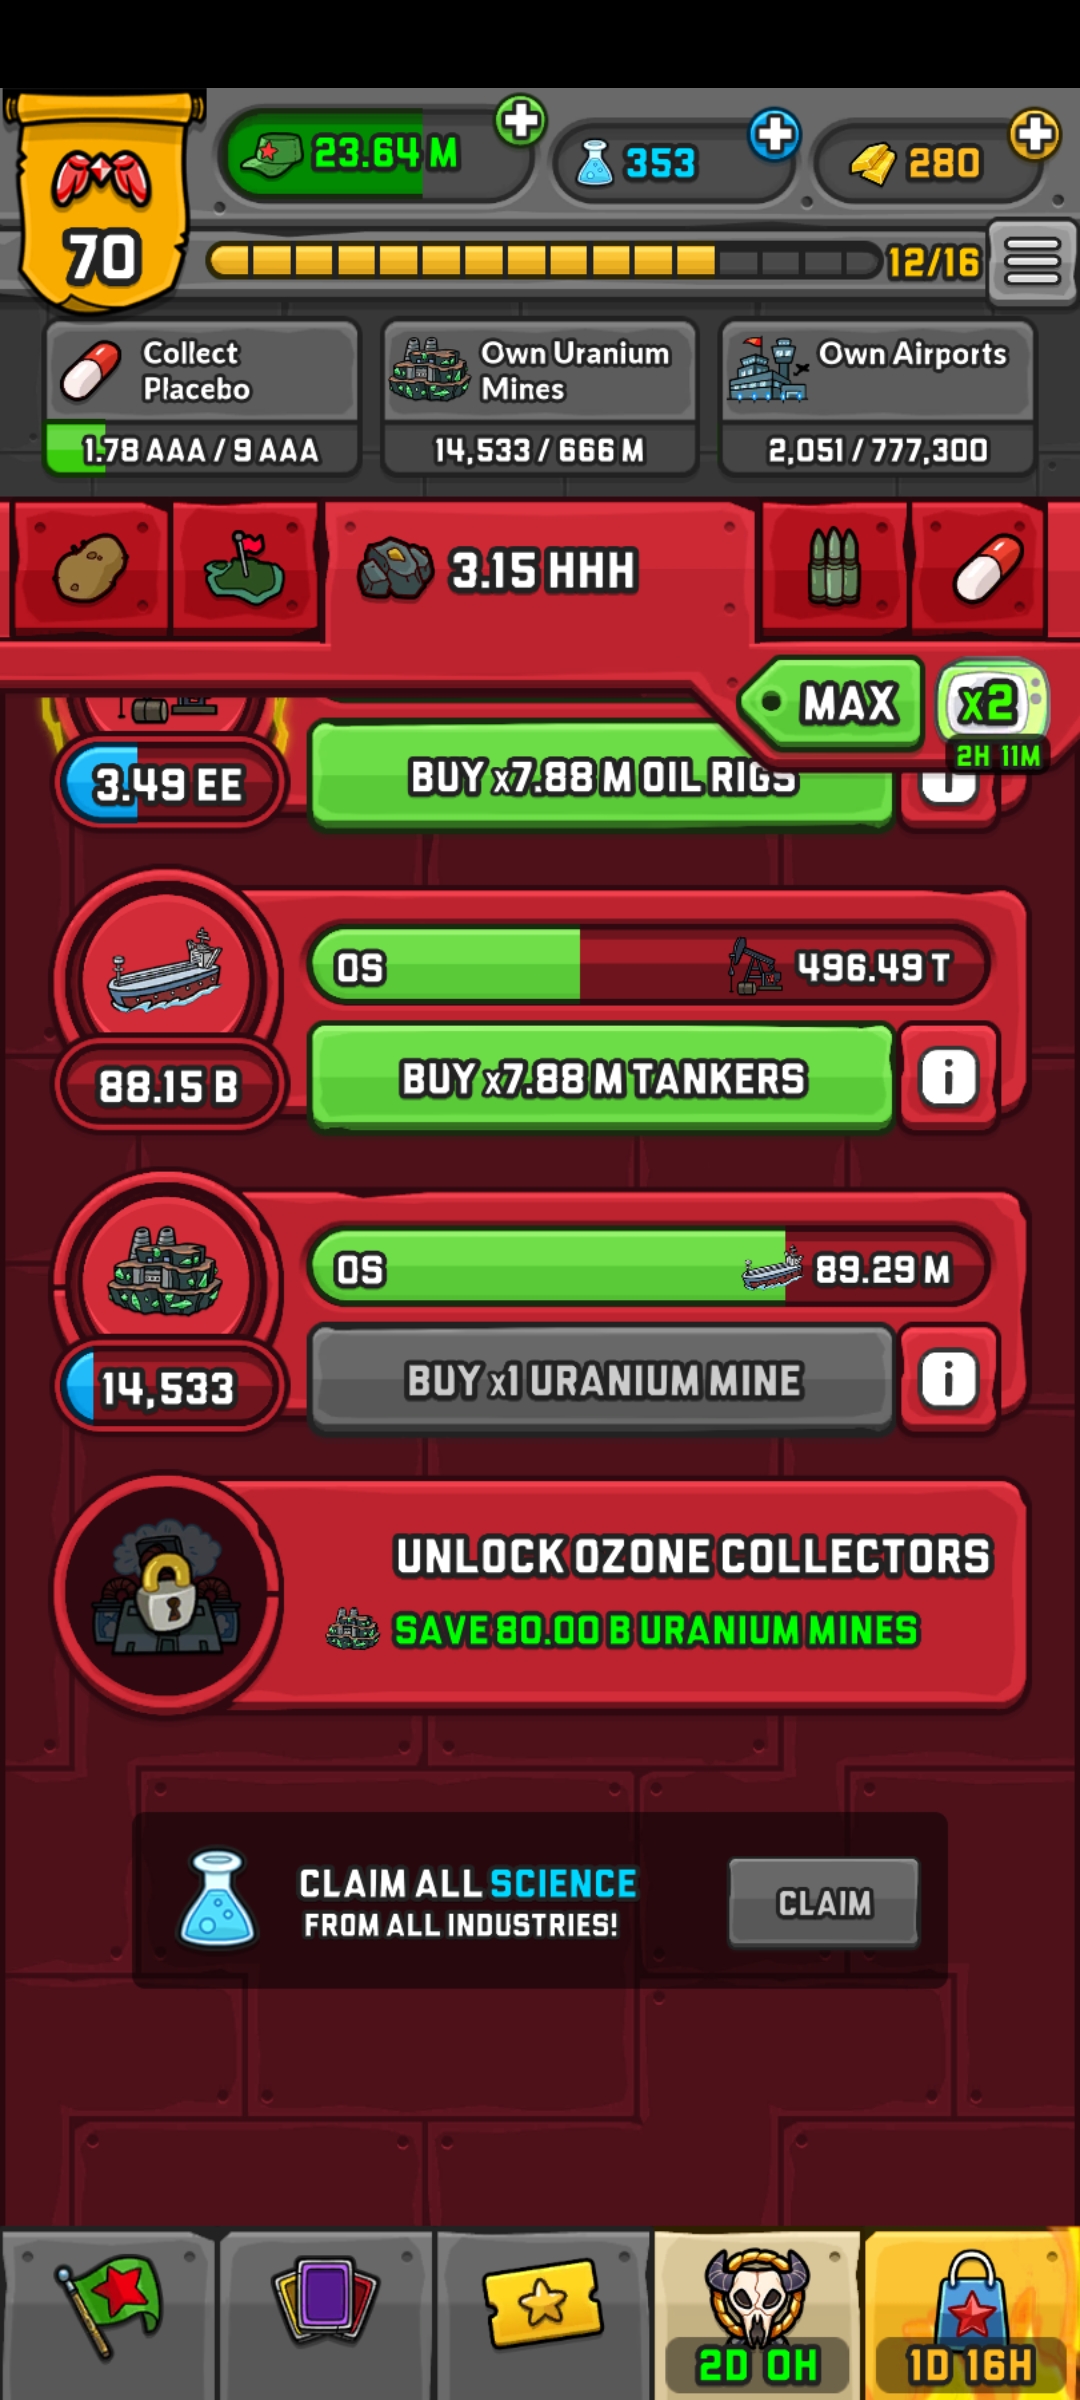 70
23.64 M
353
280
12/16
Collect
Placebo
1.78 AAA / 9 AAA
Own Uranium
Mines
14,533 / 666 M
Own Airports
2,051 / 777,300
3.15 HHH
MAX
x2
2H 11M
3.49 EE
BUY x7.88 M OIL RIGS
0S
496.49 T
88.15 B
BUY x7.88 M TANKERS
i
0S
89.29 M
14,533
BUY x1 URANIUM MINE
i
UNLOCK OZONE COLLECTORS
SAVE 80.00 B URANIUM MINES
CLAIM ALL SCIENCE
FROM ALL INDUSTRIES!
CLAIM
2D 0H
1D 16H